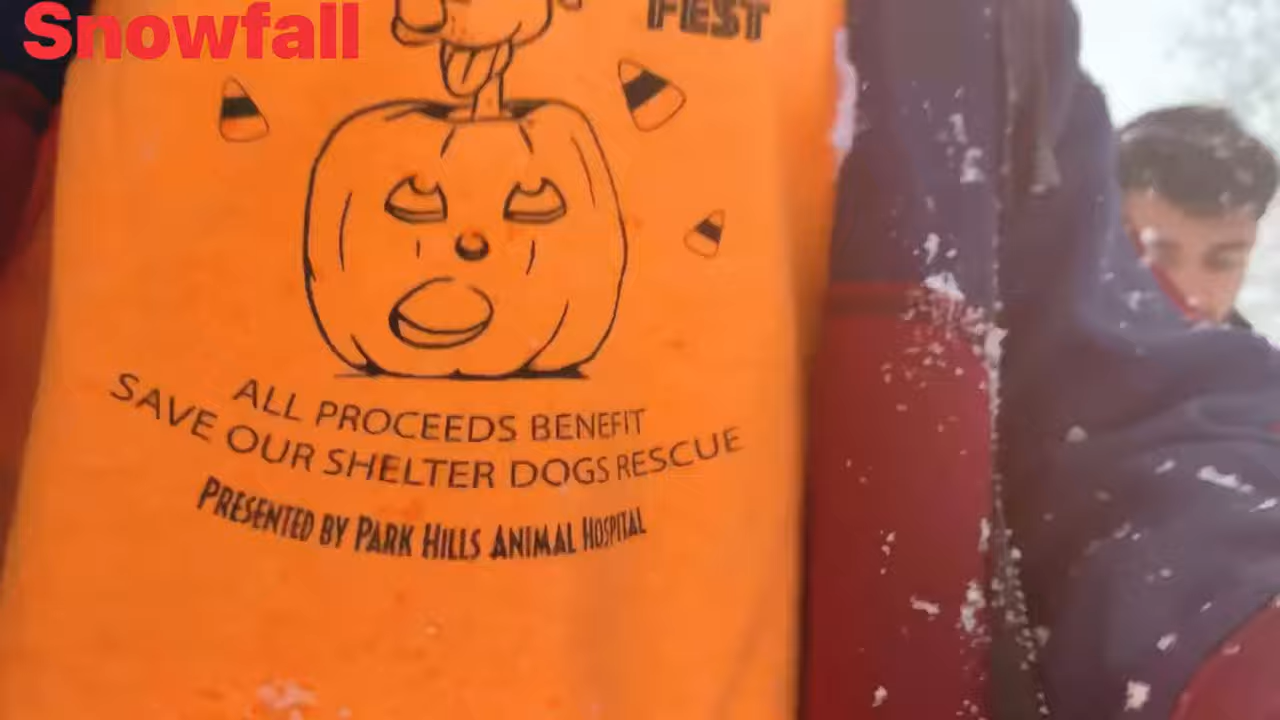 Snowfall
FEST
ALL PROCEEDS BENEFIT
SAVE OUR SHELTER DOGS RESCUE
PRESENTED BY PARK HILLS ANIMAL HOSPITAL